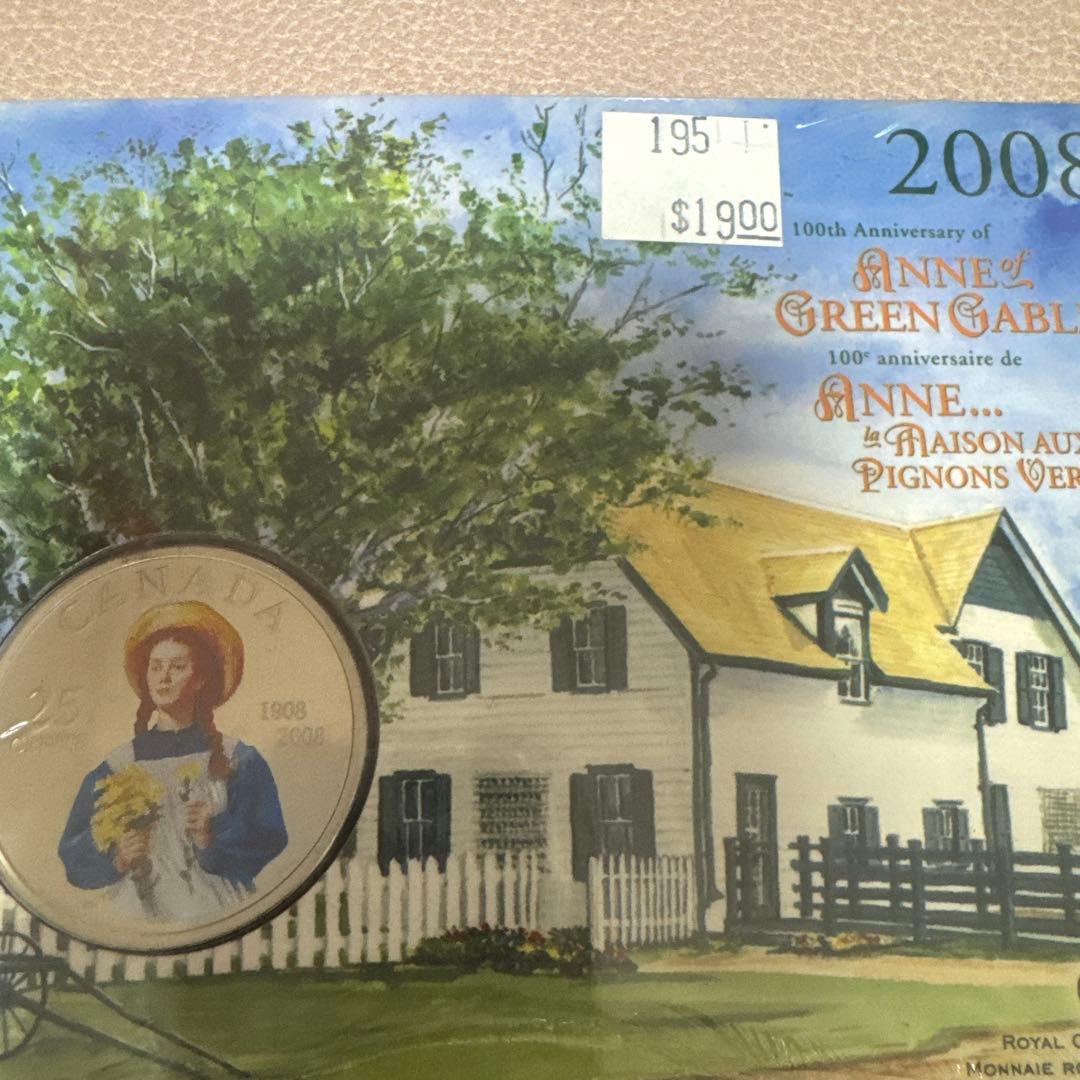 195
$19.00
2008
100th Anniversary of
ANNE of
GREEN GABL
100e anniversaire de
ANNE...
la MAISON AUX
PIGNONS VER
CANADA
25
1908
2008
ROYAL C
MONNAIE RO